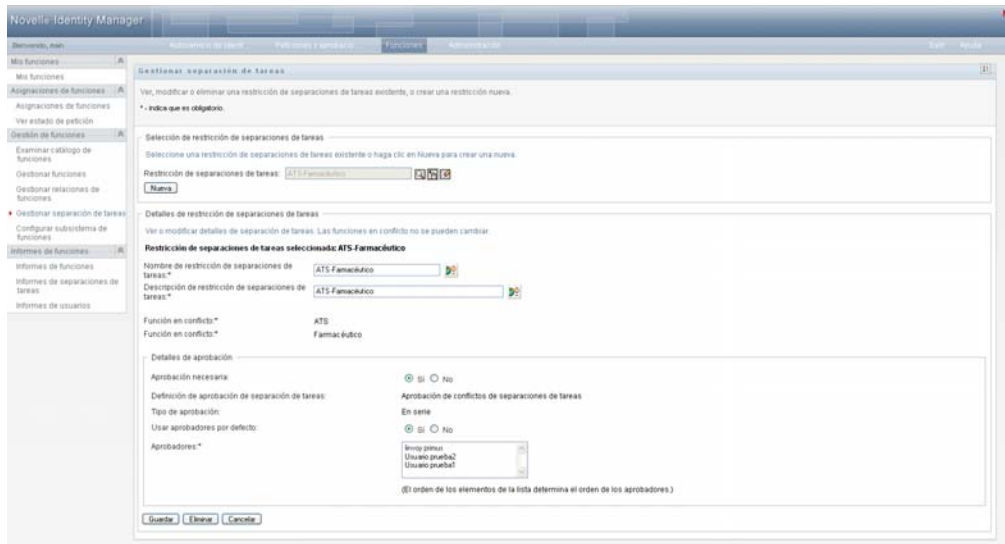 Novell® Identity Manager
Bienvenido, main
Funciones
Administración
Salir Ayuda
Mis funciones
Mis funciones
Asignaciones de funciones
Asignaciones de funciones
Ver estado de petición
Gestión de funciones
Examinar catálogo de
funciones
Gestionar funciones
Gestionar relaciones de
funciones
Gestionar separación de tareas
Configurar subsistema de
funciones
Informes de funciones
Informes de funciones
Informes de separaciones de
tareas
Informes de usuarios
Gestionar separación de tareas
Ver, modificar o eliminar una restricción de separaciones de tareas existente, o crear una restricción nueva.
* - indica que es obligatorio.
Selección de restricción de separaciones de tareas
Seleccione una restricción de separaciones de tareas existente o haga clic en Nueva para crear una nueva.
Restricción de separaciones de tareas: ATS-Farmacéutico
Nueva
Detalles de restricción de separaciones de tareas
Ver o modificar detalles de separación de tareas. Las funciones en conflicto no se pueden cambiar.
Restricción de separaciones de tareas seleccionada: ATS-Farmacéutico
Nombre de restricción de separaciones de
tareas:* ATS-Farmacéutico
Descripción de restricción de separaciones de
tareas:* ATS-Farmacéutico
Función en conflicto:* ATS
Función en conflicto:* Farmacéutico
Detalles de aprobación
Aprobación necesaria: Sí No
Definición de aprobación de separación de tareas: Aprobación de conflictos de separaciones de tareas
Tipo de aprobación: En serie
Usar aprobadores por defecto: Sí No
Aprobadores:*
primus
Usuario prueba2
Usuario prueba1
(El orden de los elementos de la lista determina el orden de los aprobadores.)
Guardar Eliminar Cancelar